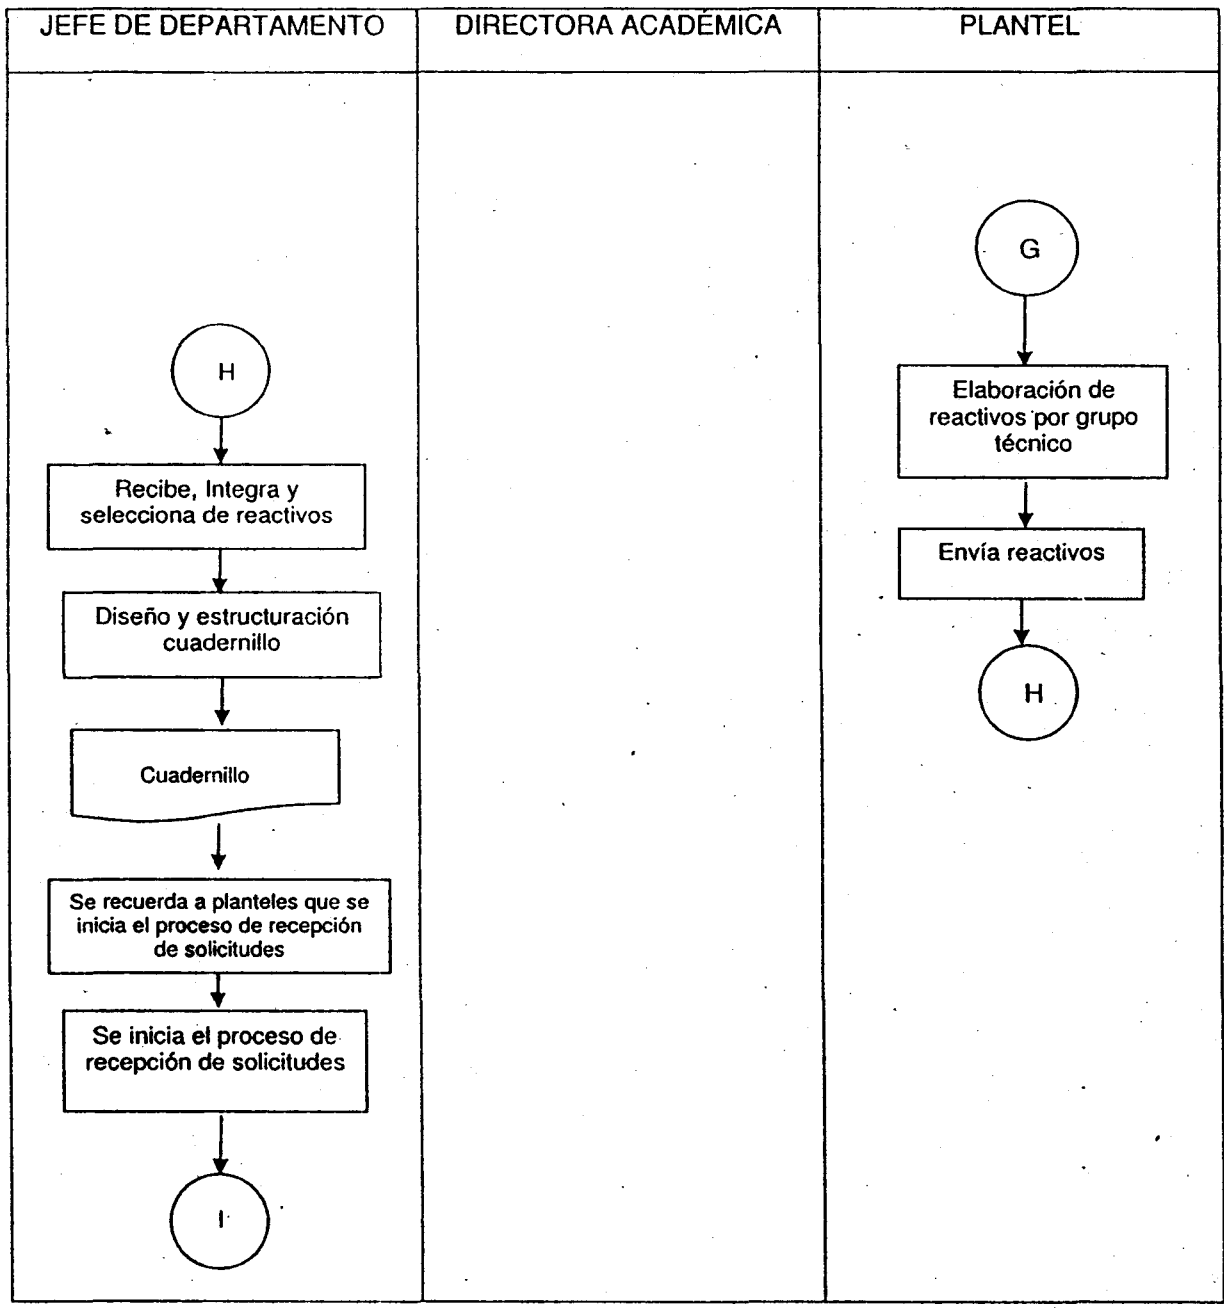 JEFE DE DEPARTAMENTO
DIRECTORA ACADÉMICA
PLANTEL
G
Elaboración de
reactivos por grupo
técnico
Envía reactivos
H
H
Recibe, Integra y
selecciona de reactivos
Diseño y estructuración
cuadernillo
Cuadernillo
Se recuerda a planteles que se
inicia el proceso de recepción
de solicitudes
Se inicia el proceso de
recepción de solicitudes
I